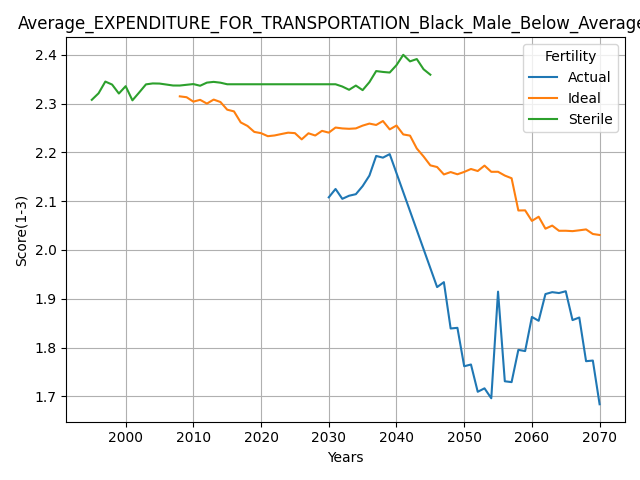 Average_EXPENDITURE_FOR_TRANSPORTATION_Black_Male_Below_Average
Fertility
Actual
Ideal
Sterile
Score(1-3)
2.4
2.3
2.2
2.1
2.0
1.9
1.8
1.7
2000 2010 2020 2030 2040 2050 2060 2070
Years